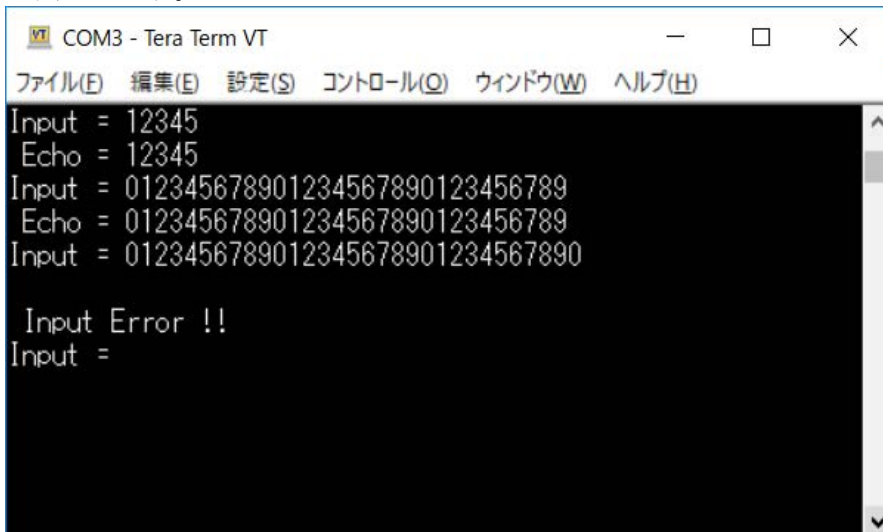 COM3 - Tera Term VT
ファイル(F) 編集(E) 設定(S) コントロール(O) ウィンドウ(W) ヘルプ(H)
Input = 12345
Echo = 12345
Input = 012345678901234567890123456789
Echo = 012345678901234567890123456789
Input = 0123456789012345678901234567890
Input Error !!
Input =